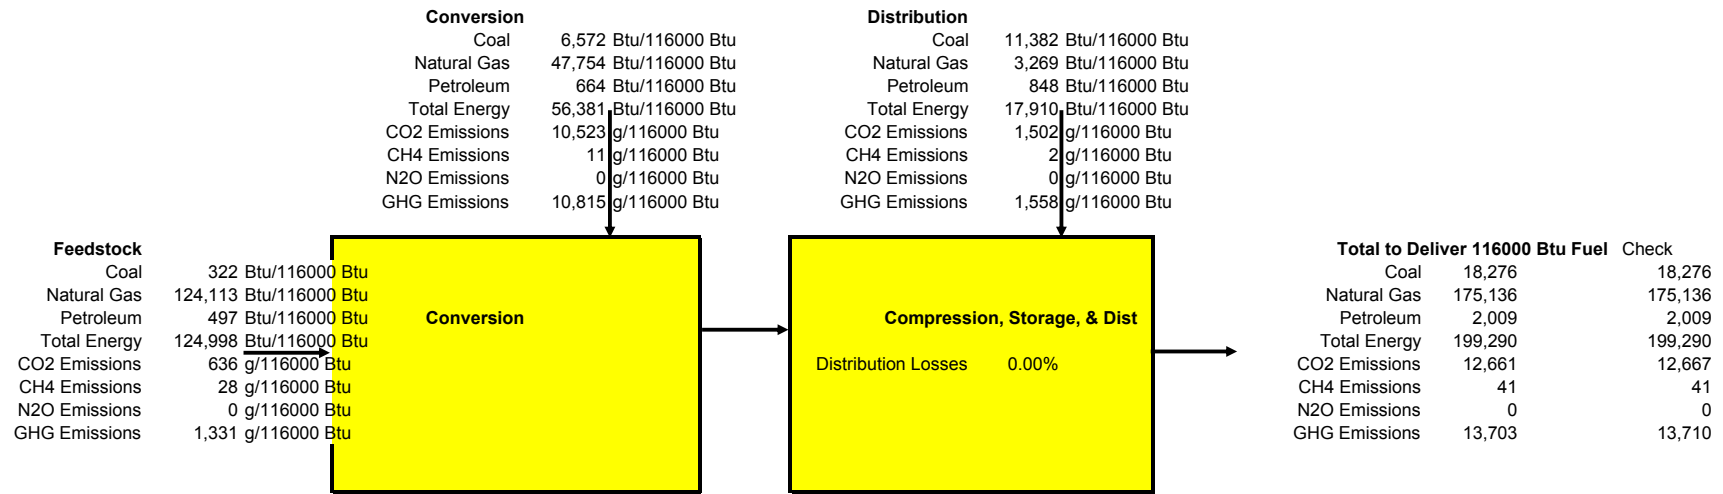 Conversion
Coal 6,572 Btu/116000 Btu
Natural Gas 47,754 Btu/116000 Btu
Petroleum 664 Btu/116000 Btu
Total Energy 56,381 Btu/116000 Btu
CO2 Emissions 10,523 g/116000 Btu
CH4 Emissions 11 g/116000 Btu
N2O Emissions 0 g/116000 Btu
GHG Emissions 10,815 g/116000 Btu
Distribution
Coal 11,382 Btu/116000 Btu
Natural Gas 3,269 Btu/116000 Btu
Petroleum 848 Btu/116000 Btu
Total Energy 17,910 Btu/116000 Btu
CO2 Emissions 1,502 g/116000 Btu
CH4 Emissions 2 g/116000 Btu
N2O Emissions 0 g/116000 Btu
GHG Emissions 1,558 g/116000 Btu
Feedstock
Coal 322 Btu/116000 Btu
Natural Gas 124,113 Btu/116000 Btu
Petroleum 497 Btu/116000 Btu
Total Energy 124,998 Btu/116000 Btu
CO2 Emissions 636 g/116000 Btu
CH4 Emissions 28 g/116000 Btu
N2O Emissions 0 g/116000 Btu
GHG Emissions 1,331 g/116000 Btu
Conversion
Compression, Storage, & Dist
Distribution Losses 0.00%
Total to Deliver 116000 Btu Fuel Check
Coal 18,276 18,276
Natural Gas 175,136 175,136
Petroleum 2,009 2,009
Total Energy 199,290 199,290
CO2 Emissions 12,661 12,667
CH4 Emissions 41 41
N2O Emissions 0 0
GHG Emissions 13,703 13,710